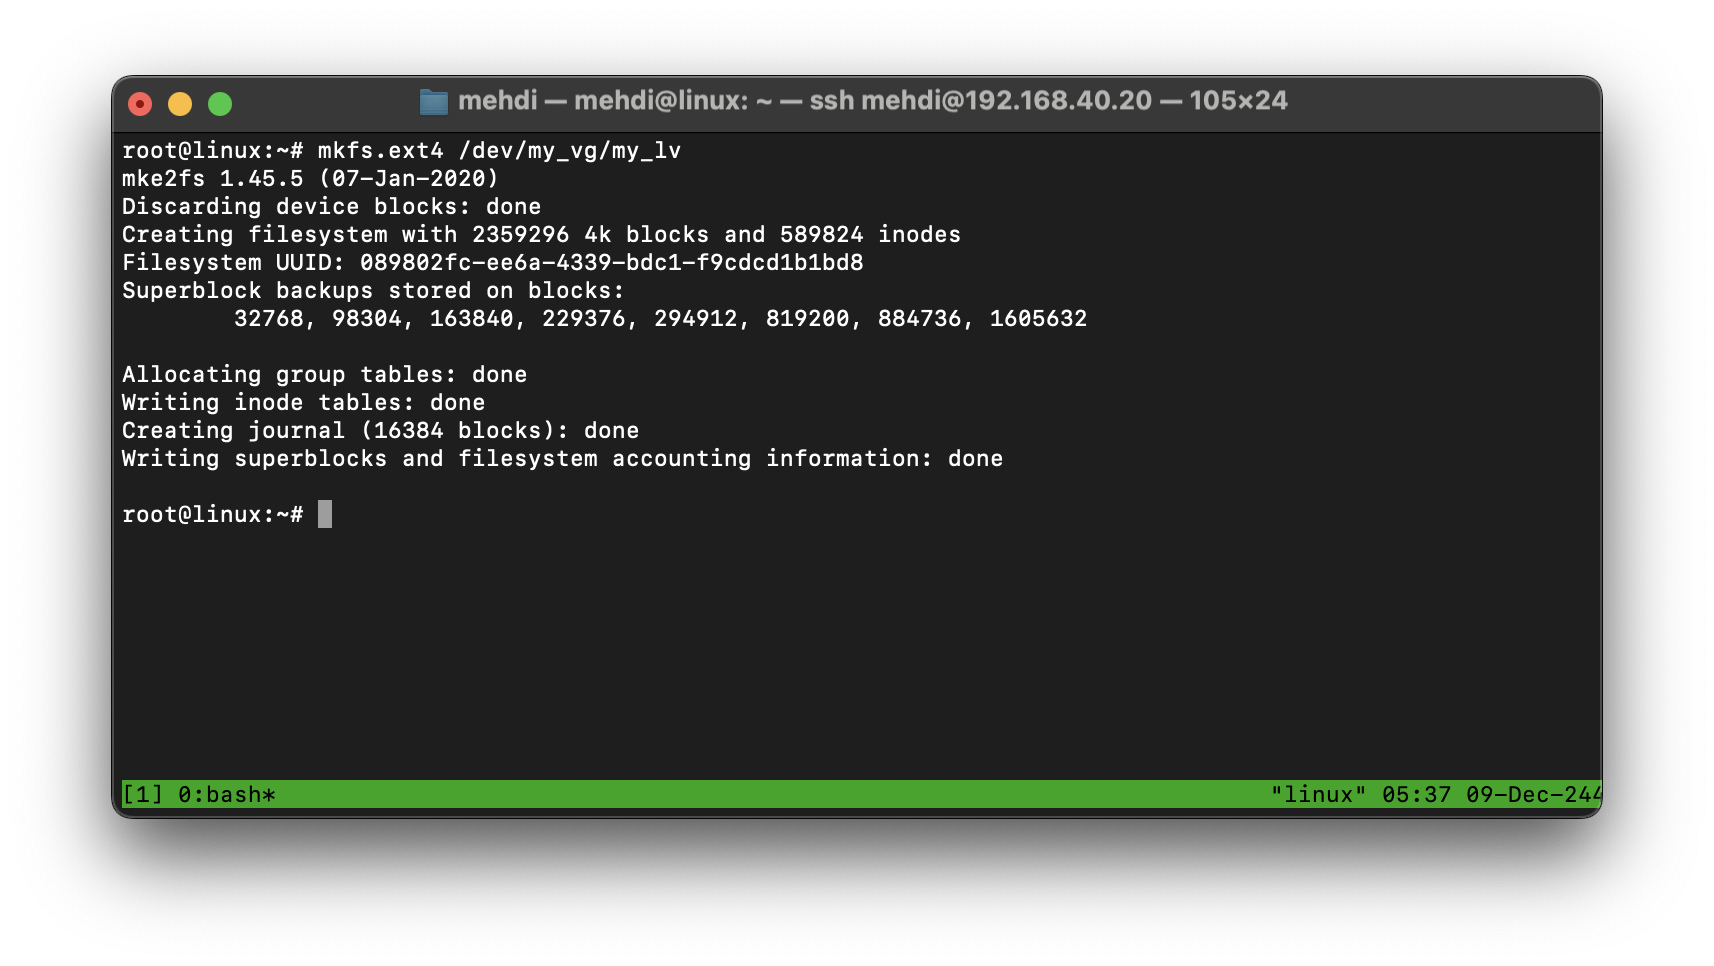 mehdi — mehdi@linux: ~ — ssh mehdi@192.168.40.20 — 105×24
root@linux:~# mkfs.ext4 /dev/my_vg/my_lv
mke2fs 1.45.5 (07-Jan-2020)
Discarding device blocks: done
Creating filesystem with 2359296 4k blocks and 589824 inodes
Filesystem UUID: 089802fc-ee6a-4339-bdc1-f9cdcd1b1bd8
Superblock backups stored on blocks:
        32768, 98304, 163840, 229376, 294912, 819200, 884736, 1605632
Allocating group tables: done
Writing inode tables: done
Creating journal (16384 blocks): done
Writing superblocks and filesystem accounting information: done
root@linux:~#
[1] 0:bash* "linux" 05:37 09-Dec-244